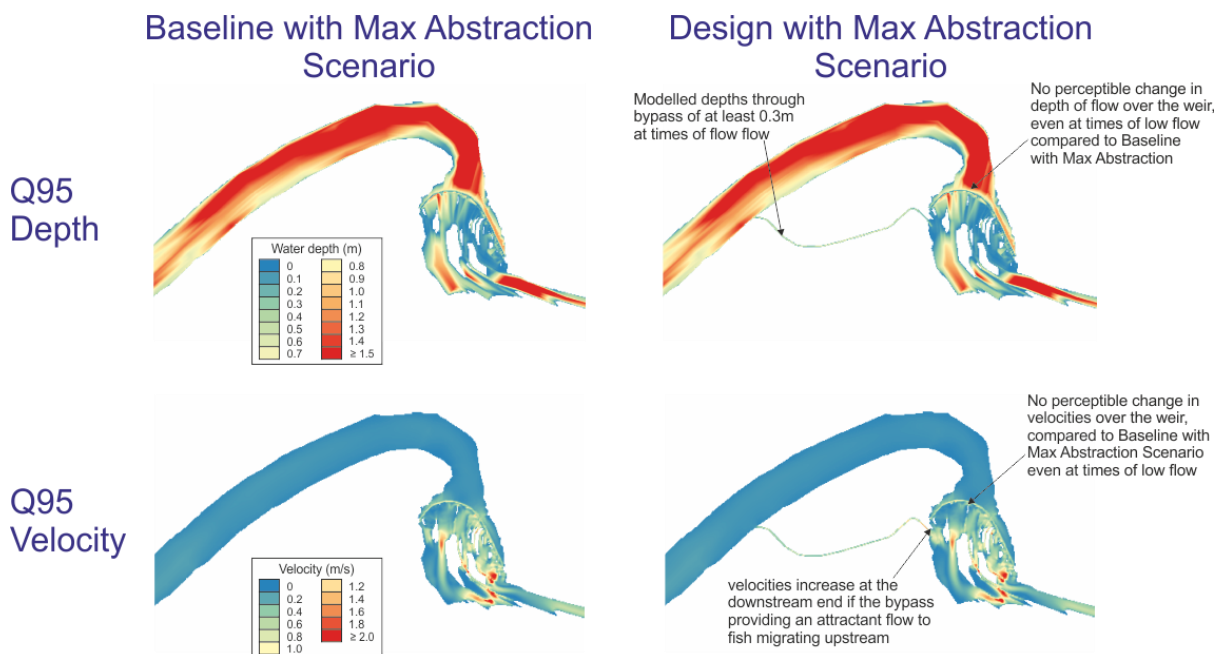 Baseline with Max Abstraction
Scenario
Design with Max Abstraction
Scenario
Q95
Depth
Modelled depths through
bypass of at least 0.3m
at times of flow flow
No perceptible change in
depth of flow over the weir,
even at times of low flow
compared to Baseline
with Max Abstraction
Water depth (m)
0
0.1
0.2
0.3
0.4
0.5
0.6
0.7
0.8
0.9
1.0
1.1
1.2
1.3
1.4
≥ 1.5
Q95
Velocity
No perceptible change in
velocities over the weir,
compared to Baseline with
Max Abstraction Scenario
even at times of low flow
Velocity (m/s)
0
0.2
0.4
0.6
0.8
1.0
1.2
1.4
1.6
1.8
≥ 2.0
velocities increase at the
downstream end if the bypass
providing an attractant flow to
fish migrating upstream